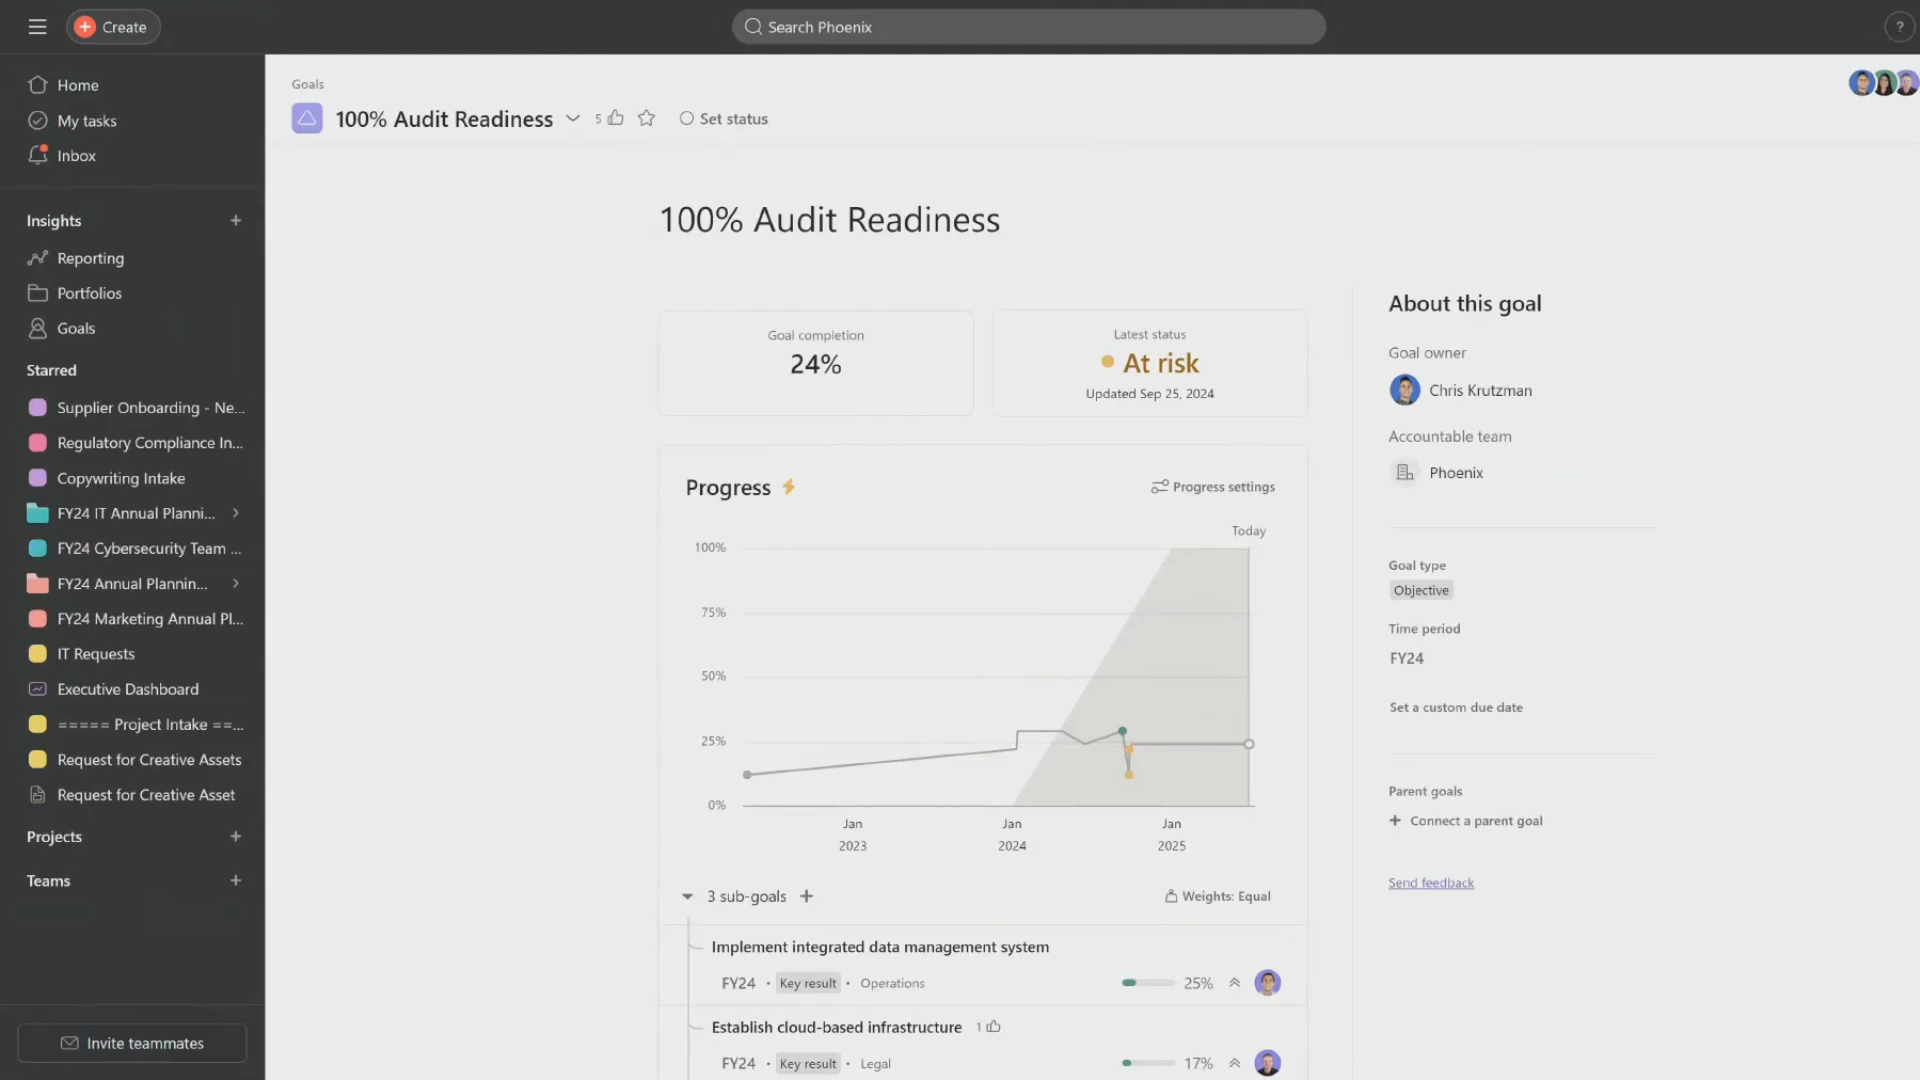 Create
Search Phoenix
?
Home
My tasks
Inbox
Insights
Reporting
Portfolios
Goals
Starred
Supplier Onboarding - Ne...
Regulatory Compliance In...
Copywriting Intake
FY24 IT Annual Planni...
FY24 Cybersecurity Team ...
FY24 Annual Plannin...
FY24 Marketing Annual Pl...
IT Requests
Executive Dashboard
===== Project Intake ==...
Request for Creative Assets
Request for Creative Asset
Projects
Teams
Invite teammates
Goals
100% Audit Readiness
5
Set status
100% Audit Readiness
Goal completion
24%
Latest status
At risk
Updated Sep 25, 2024
Progress
Progress settings
Today
100%
75%
50%
25%
0%
Jan 2023
Jan 2024
Jan 2025
3 sub-goals
Weights: Equal
Implement integrated data management system
FY24 • Key result • Operations
25%
Establish cloud-based infrastructure 1
FY24 • Key result • Legal
17%
About this goal
Goal owner
Chris Krutzman
Accountable team
Phoenix
Goal type
Objective
Time period
FY24
Set a custom due date
Parent goals
Connect a parent goal
Send feedback